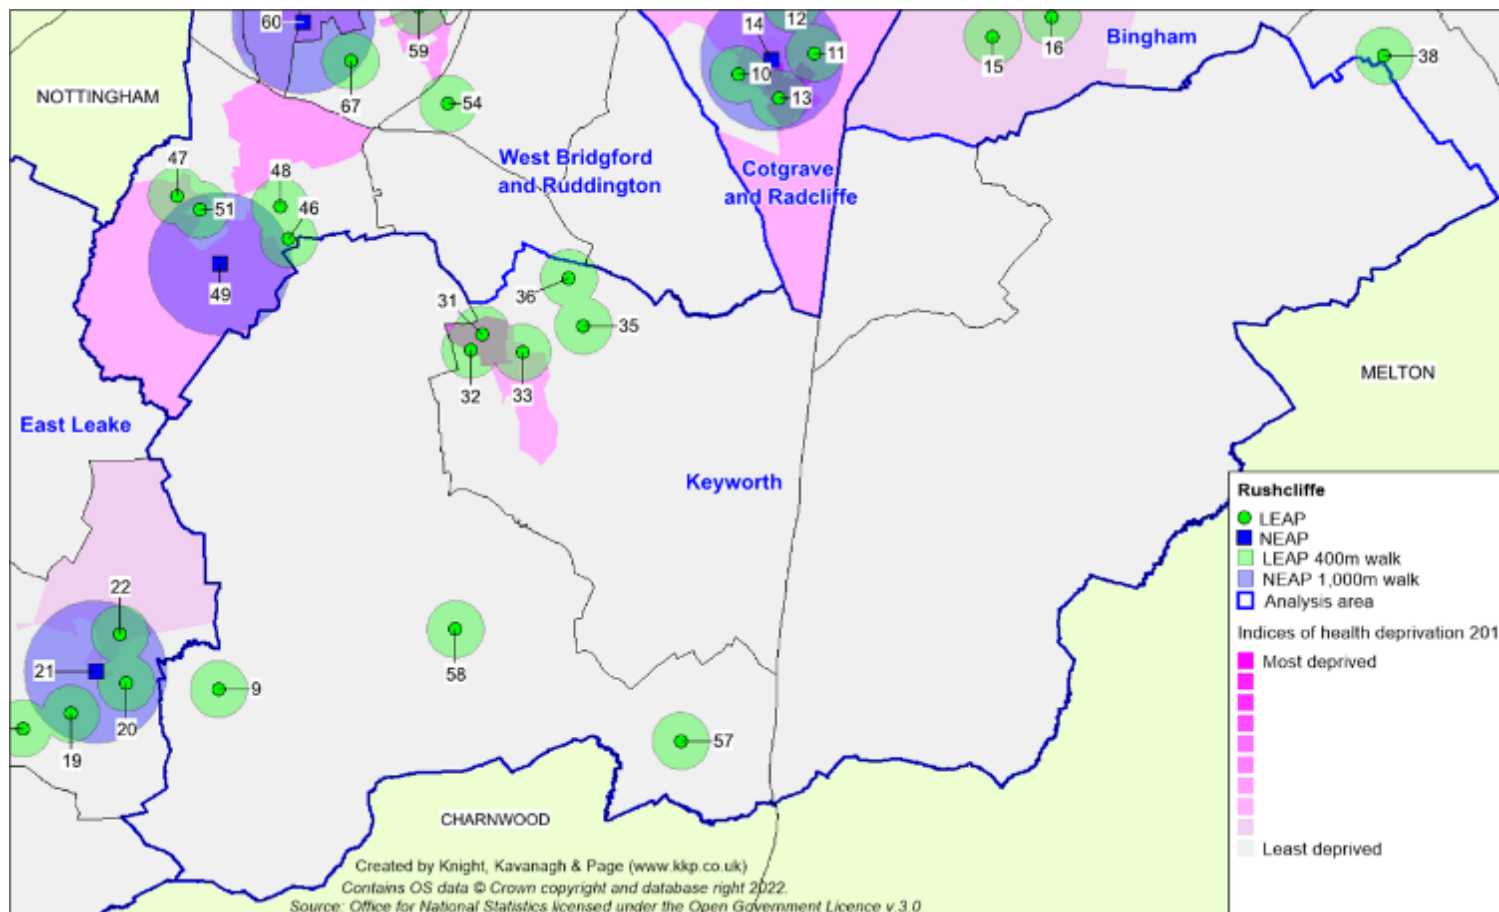 60
59
67
54
14
12
11
10
13
15
16
Bingham
38
NOTTINGHAM
47
48
51
46
49
West Bridgford
and Ruddington
Cotgrave
and Radcliffe
36
35
31
32
33
MELTON
East Leake
Keyworth
22
21
20
19
9
58
57
CHARNWOOD
Rushcliffe
LEAP
NEAP
LEAP 400m walk
NEAP 1,000m walk
Analysis area
Indices of health deprivation 201
Most deprived
Least deprived
Created by Knight, Kavanagh & Page (www.kkp.co.uk)
Contains OS data © Crown copyright and database right 2022.
Source: Office for National Statistics licensed under the Open Government Licence v.3.0